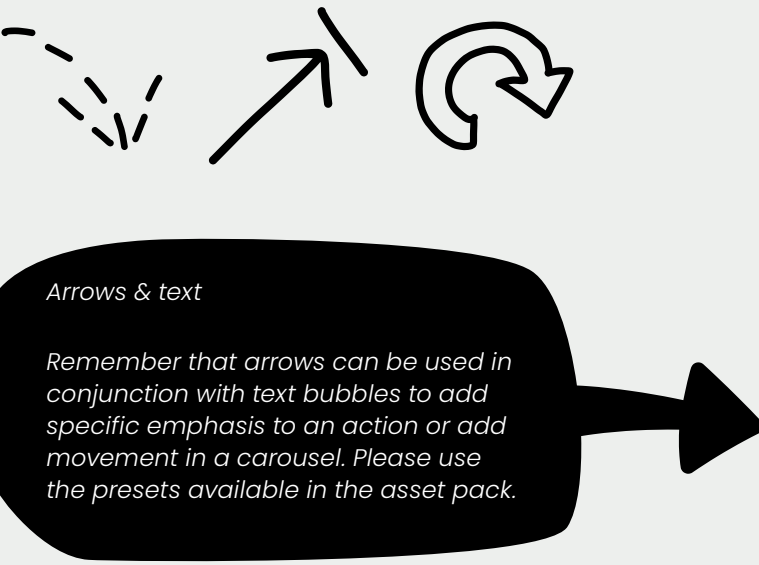 Arrows & text
Remember that arrows can be used in
conjunction with text bubbles to add
specific emphasis to an action or add
movement in a carousel. Please use
the presets available in the asset pack.